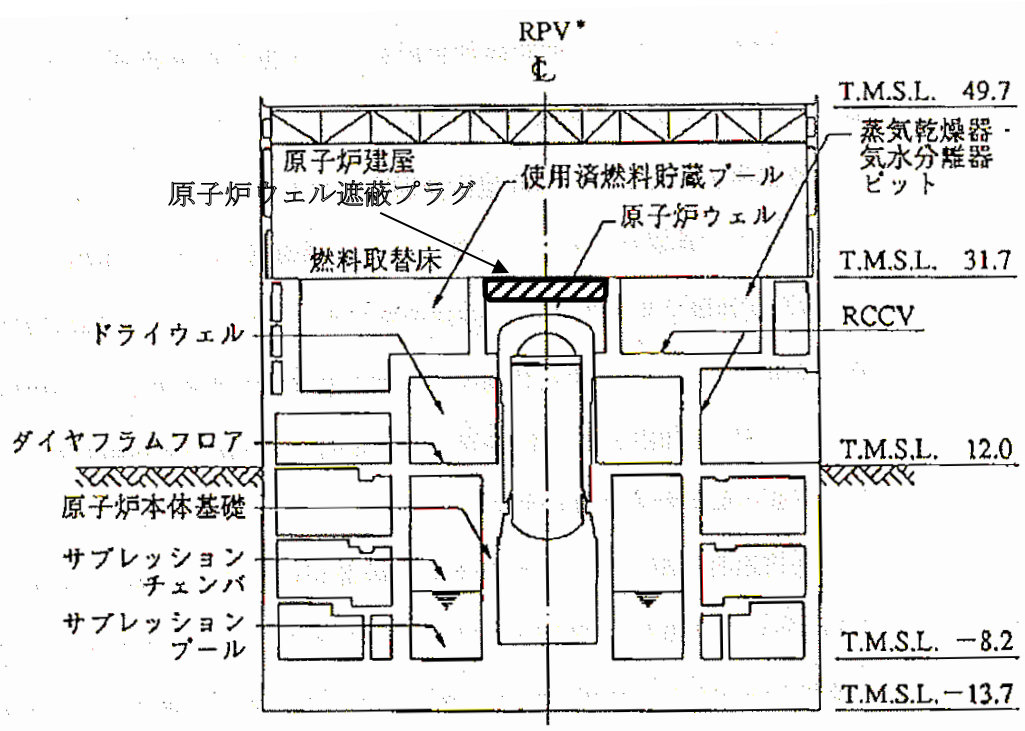 RPV*
℄
T.M.S.L. 49.7
蒸気乾燥器・
気水分離器
ピット
原子炉建屋
使用済燃料貯蔵プール
原子炉ウェル遮蔽プラグ
原子炉ウェル
燃料取替床
T.M.S.L. 31.7
RCCV
ドライウェル
ダイヤフラムフロア
T.M.S.L. 12.0
原子炉本体基礎
サプレッション
チェンバ
サプレッション
プール
T.M.S.L. －8.2
T.M.S.L.－13.7